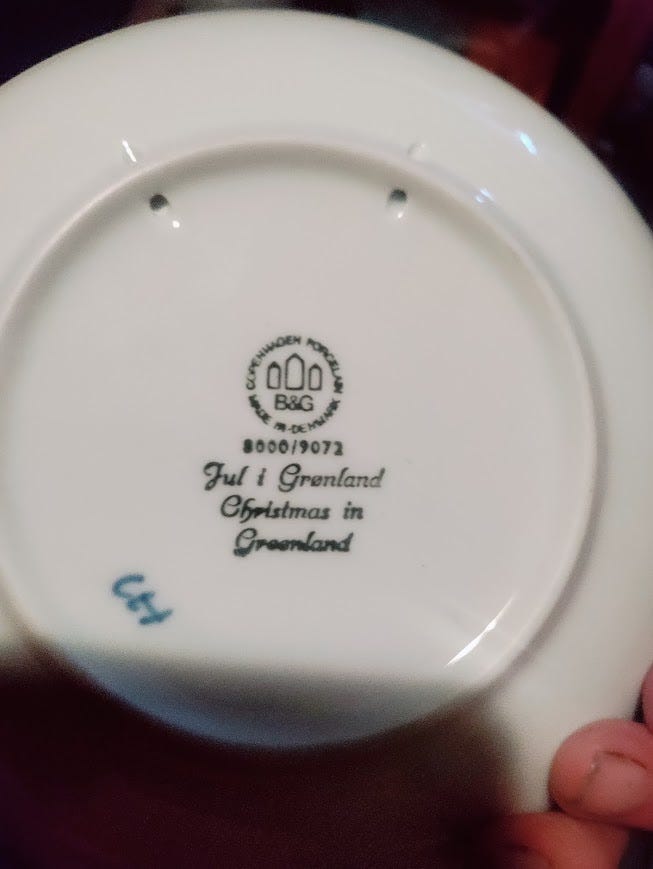 COPENHAGEN PORCELAIN
B&G
MADE IN DENMARK
8000/9072
Jul i Grønland
Christmas in
Greenland